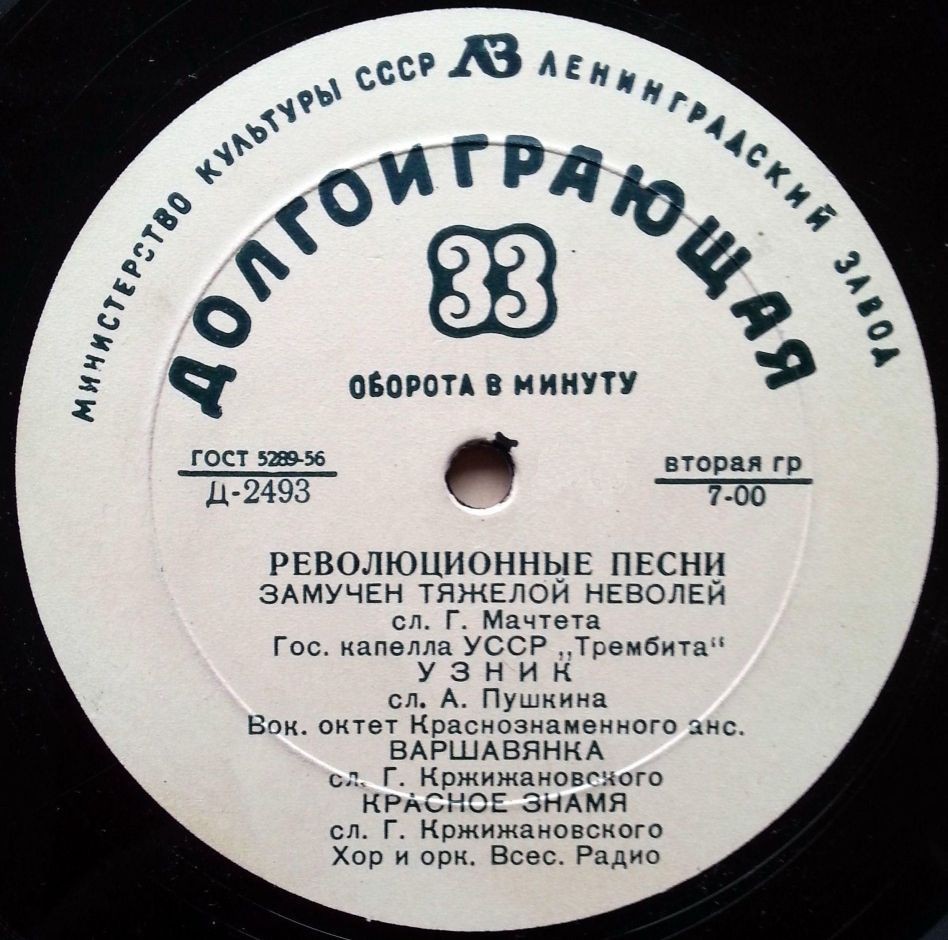 МИНИСТЕРСТВО КУЛЬТУРЫ СССР ЛЗ ЛЕНИНГРАДСКИЙ ЗАВОД
ДОЛГОИГРАЮЩАЯ
33
ОБОРОТА В МИНУТУ
ГОСТ 5289-56
Д-2493
вторая гр
7-00
РЕВОЛЮЦИОННЫЕ ПЕСНИ
ЗАМУЧЕН ТЯЖЕЛОЙ НЕВОЛЕЙ
сл. Г. Мачтета
Гос. капелла УССР „Трембита“
УЗНИК
сл. А. Пушкина
Вок. октет Краснознаменного анс.
ВАРШАВЯНКА
сл. Г. Кржижановского
КРАСНОЕ ЗНАМЯ
сл. Г. Кржижановского
Хор и орк. Всес. Радио